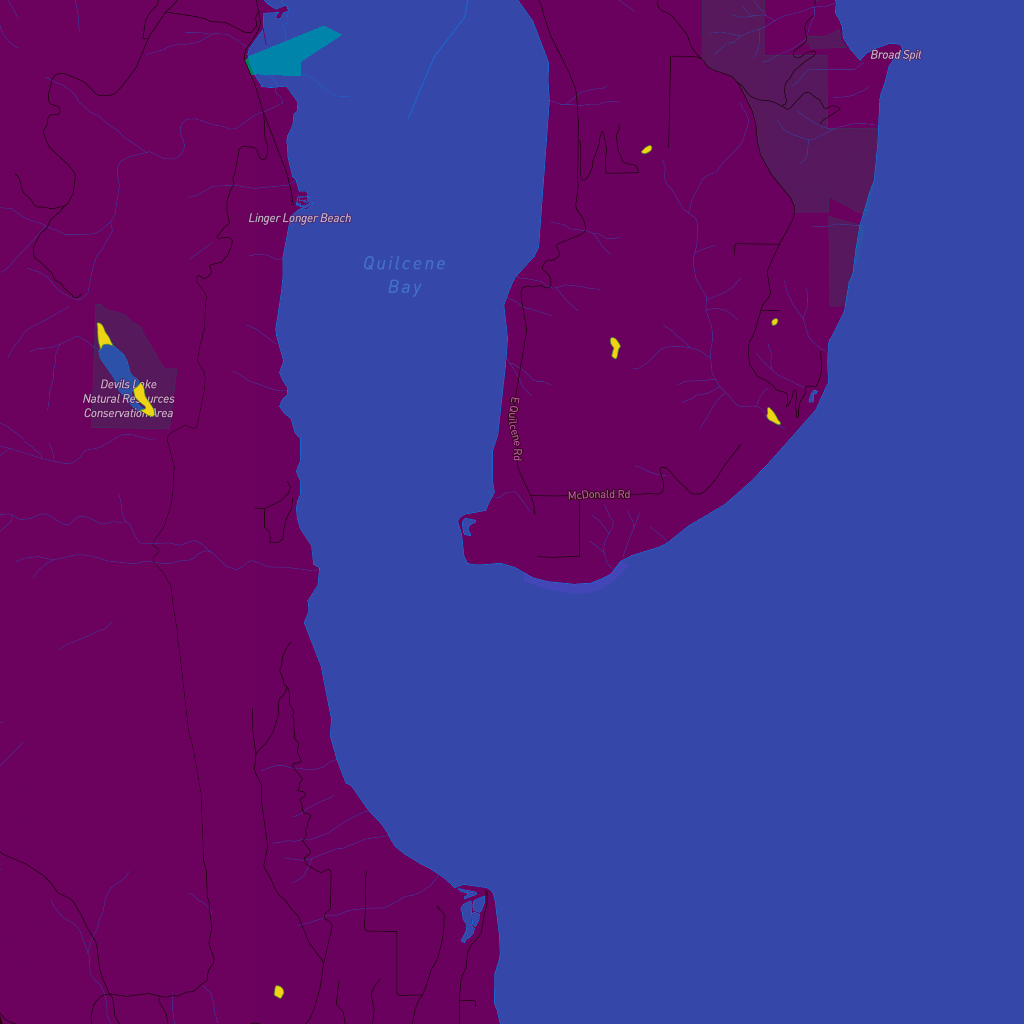 Broad Spit
Linger Longer Beach
Quilcene
Bay
Devils Lake
Natural Resources
Conservation Area
E Quilcene Rd
McDonald Rd